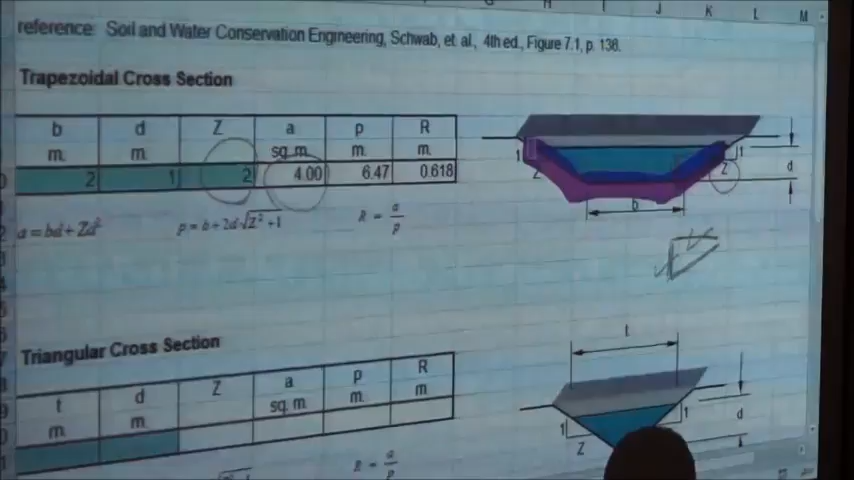 H I J K L M
reference: Soil and Water Conservation Engineering, Schwab, et. al., 4th ed., Figure 7.1, p. 136.
Trapezoidal Cross Section
b d Z a p R
m. m. sq. m. m. m.
2 1 2 4.00 6.47 0.618
a = bd + Zd²
p = b + 2d√Z² + 1
R = a/p
1 Z 1 Z d
b
Triangular Cross Section
t d Z a p R
m. m. sq. m. m. m
R = a/p
t
1 Z 1 d